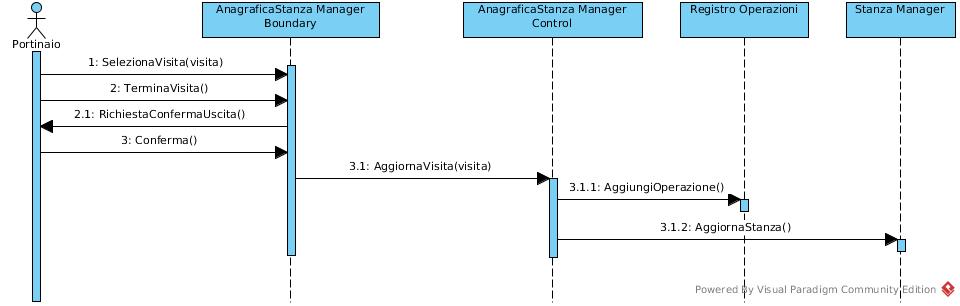 Portinaio
AnagraficaStanza Manager
Boundary
AnagraficaStanza Manager
Control
Registro Operazioni
Stanza Manager
1: SelezionaVisita(visita)
2: TerminaVisita()
2.1: RichiestaConfermaUscita()
3: Conferma()
3.1: AggiornaVisita(visita)
3.1.1: AggiungiOperazione()
3.1.2: AggiornaStanza()
Powered By Visual Paradigm Community Edition